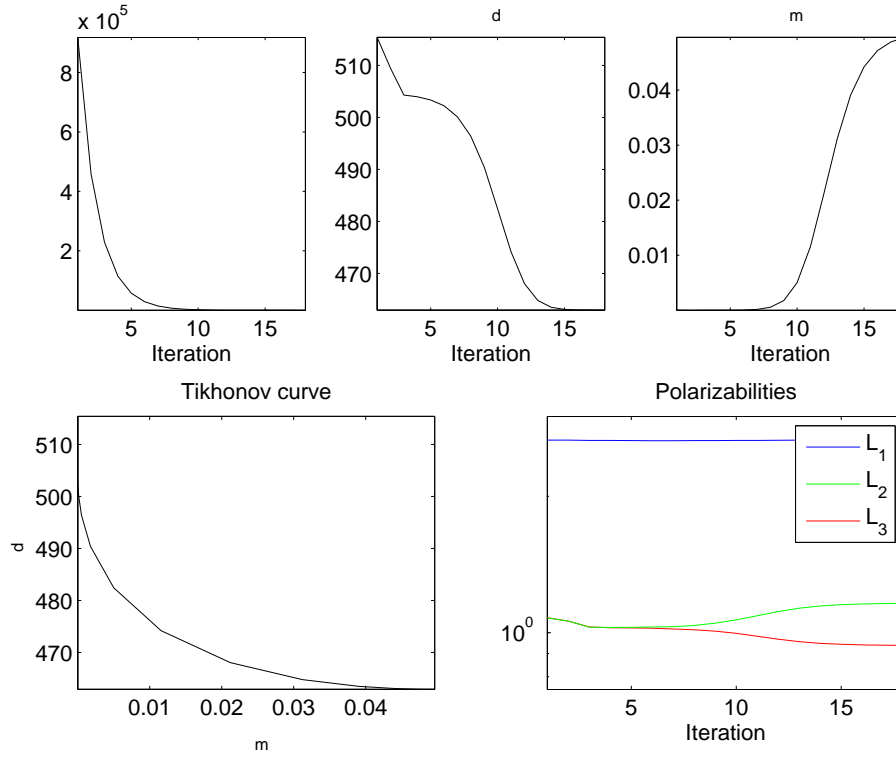 x 10^5
8
6
4
2
5 10 15
Iteration
d
510
500
490
480
470
5 10 15
Iteration
m
0.04
0.03
0.02
0.01
5 10 15
Iteration
Tikhonov curve
d
510
500
490
480
470
0.01 0.02 0.03 0.04
m
Polarizabilities
L_1
L_2
L_3
10^0
5 10 15
Iteration